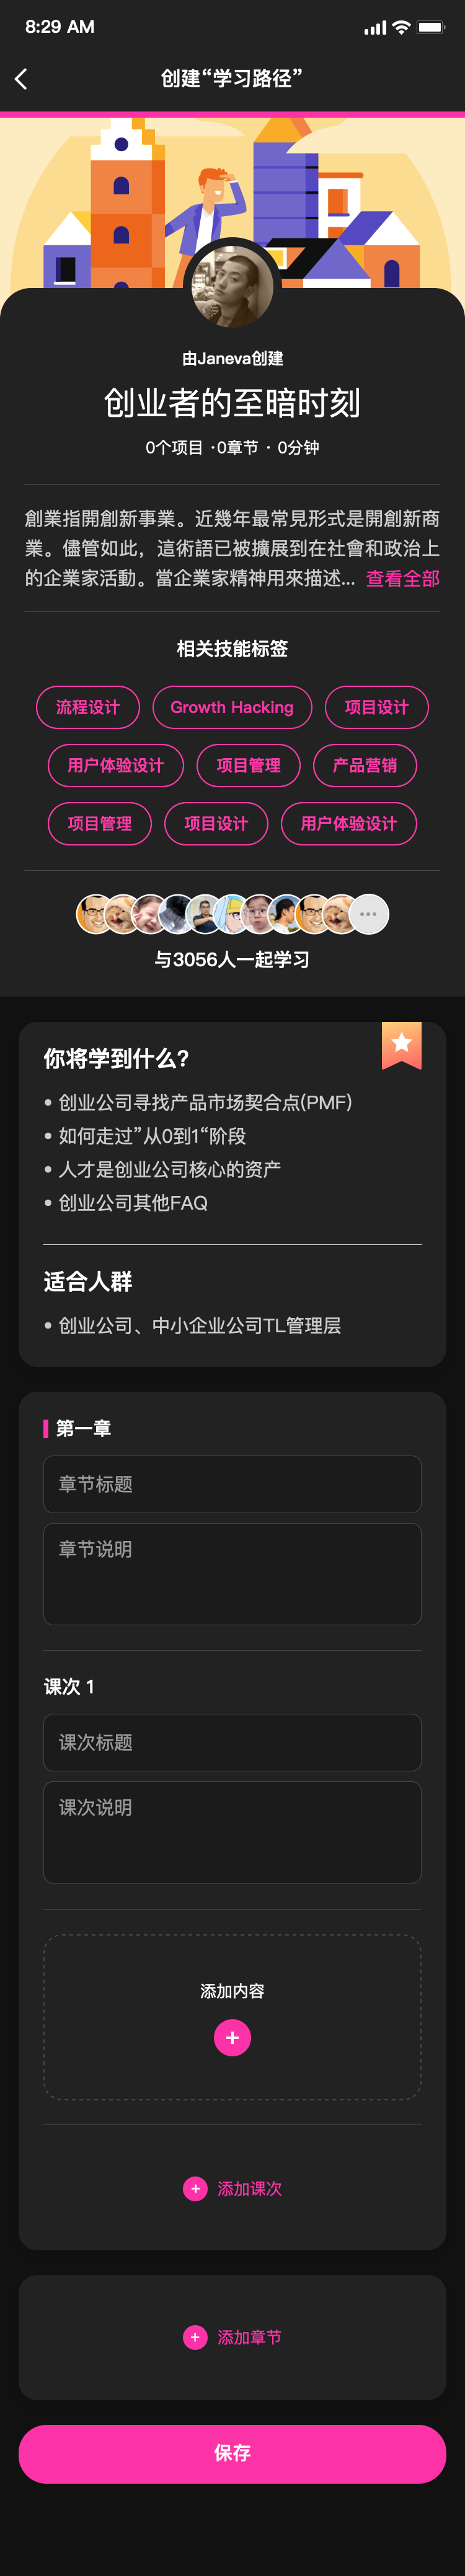 8:29 AM
创建“学习路径”
由Janeva创建
创业者的至暗时刻
0个项目 ·0章节 · 0分钟
創業指開創新事業。近幾年最常見形式是開創新商
業。儘管如此，這術語已被擴展到在社會和政治上
的企業家活動。當企業家精神用來描述... 查看全部
相关技能标签
流程设计 Growth Hacking 项目设计
用户体验设计 项目管理 产品营销
项目管理 项目设计 用户体验设计
与3056人一起学习
你将学到什么?
• 创业公司寻找产品市场契合点(PMF)
• 如何走过”从0到1“阶段
• 人才是创业公司核心的资产
• 创业公司其他FAQ
适合人群
• 创业公司、中小企业公司TL管理层
第一章
章节标题
章节说明
课次 1
课次标题
课次说明
添加内容
添加课次
添加章节
保存